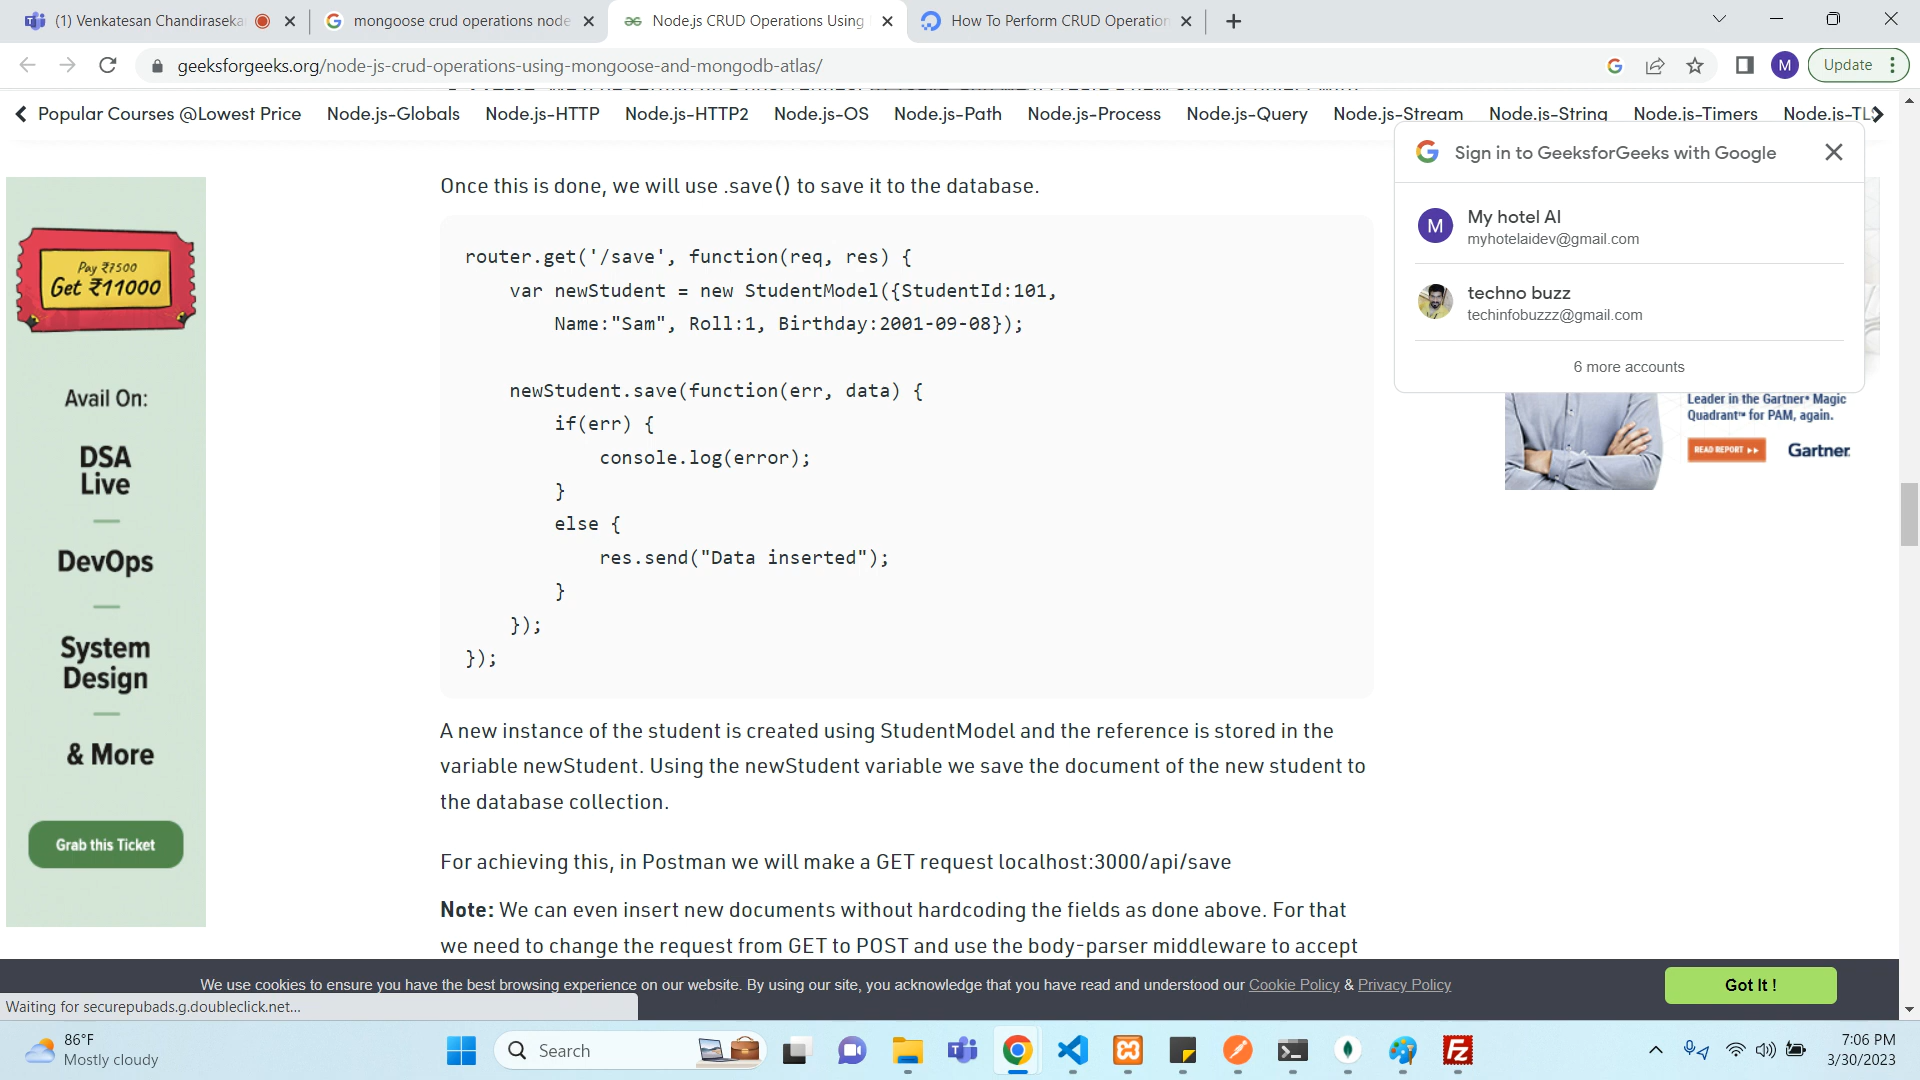 (1) Venkatesan Chandiraseka
mongoose crud operations node
Node.js CRUD Operations Using
How To Perform CRUD Operation
geeksforgeeks.org/node-js-crud-operations-using-mongoose-and-mongodb-atlas/
M
Update
Popular Courses @Lowest Price
Node.js-Globals
Node.js-HTTP
Node.js-HTTP2
Node.js-OS
Node.js-Path
Node.js-Process
Node.js-Query
Node.js-Stream
Node.js-String
Node.js-Timers
Node.js-TLS
Sign in to GeeksforGeeks with Google
M
My hotel AI
myhotelaidev@gmail.com
techno buzz
techinfobuzzz@gmail.com
6 more accounts
Leader in the Gartner® Magic
Quadrant™ for PAM, again.
READ REPORT
Gartner
Pay ₹7500
Get ₹11000
Avail On:
DSA
Live
DevOps
System
Design
& More
Grab this Ticket
Once this is done, we will use .save() to save it to the database.
router.get('/save', function(req, res) {
var newStudent = new StudentModel({StudentId:101,
Name:"Sam", Roll:1, Birthday:2001-09-08});
newStudent.save(function(err, data) {
if(err) {
console.log(error);
}
else {
res.send("Data inserted");
}
});
});
A new instance of the student is created using StudentModel and the reference is stored in the
variable newStudent. Using the newStudent variable we save the document of the new student to
the database collection.
For achieving this, in Postman we will make a GET request localhost:3000/api/save
Note: We can even insert new documents without hardcoding the fields as done above. For that
we need to change the request from GET to POST and use the body-parser middleware to accept
We use cookies to ensure you have the best browsing experience on our website. By using our site, you acknowledge that you have read and understood our Cookie Policy & Privacy Policy
Got It !
Waiting for securepubads.g.doubleclick.net...
86°F
Mostly cloudy
Search
7:06 PM
3/30/2023